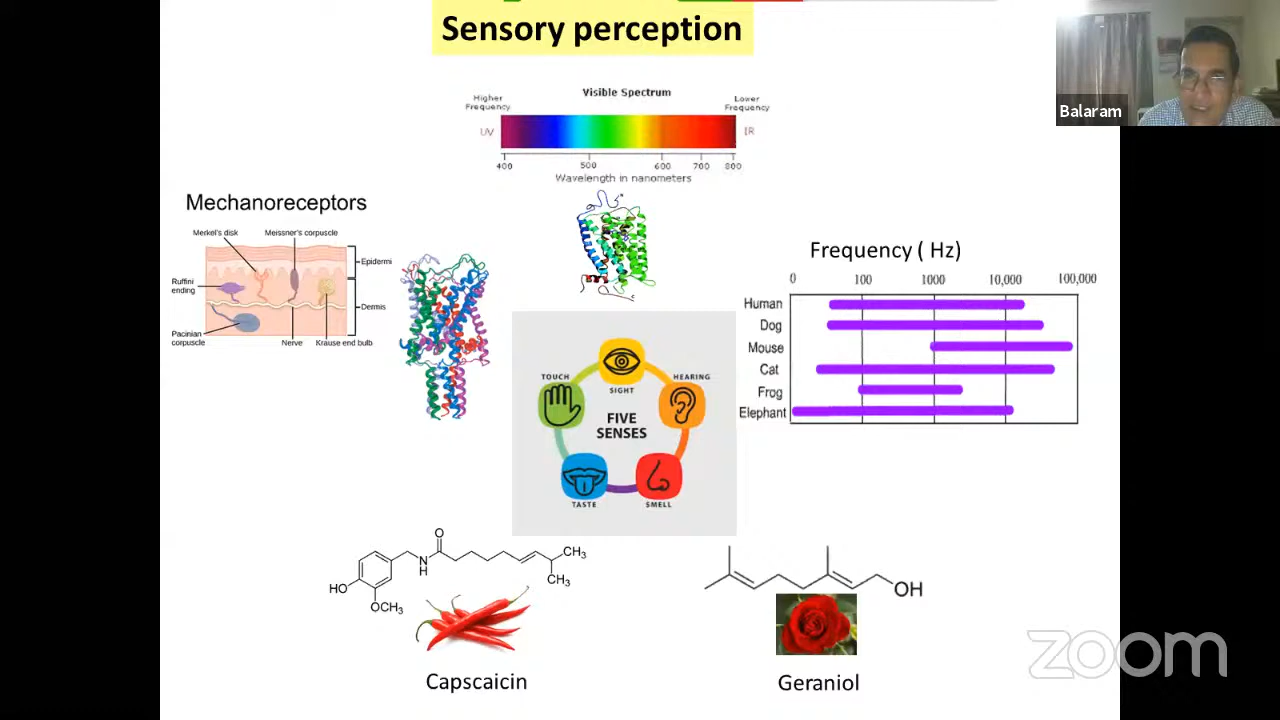 Sensory perception
Balaram
Visible Spectrum
Higher
Frequency
Lower
Frequency
UV
IR
400 500 600 700 800
Wavelength in nanometers
Mechanoreceptors
Merkel's disk
Meissner's corpuscle
Epidermi
Ruffini
ending
Dermis
Pacinian
corpuscle
Nerve
Krause end bulb
Frequency ( Hz)
0 100 1000 10,000 100,000
Human
Dog
Mouse
Cat
Frog
Elephant
TOUCH
SIGHT
HEARING
FIVE
SENSES
TASTE
SMELL
O
N
H
CH3
CH3
HO
OCH3
OH
Capscaicin
Geraniol
zoom